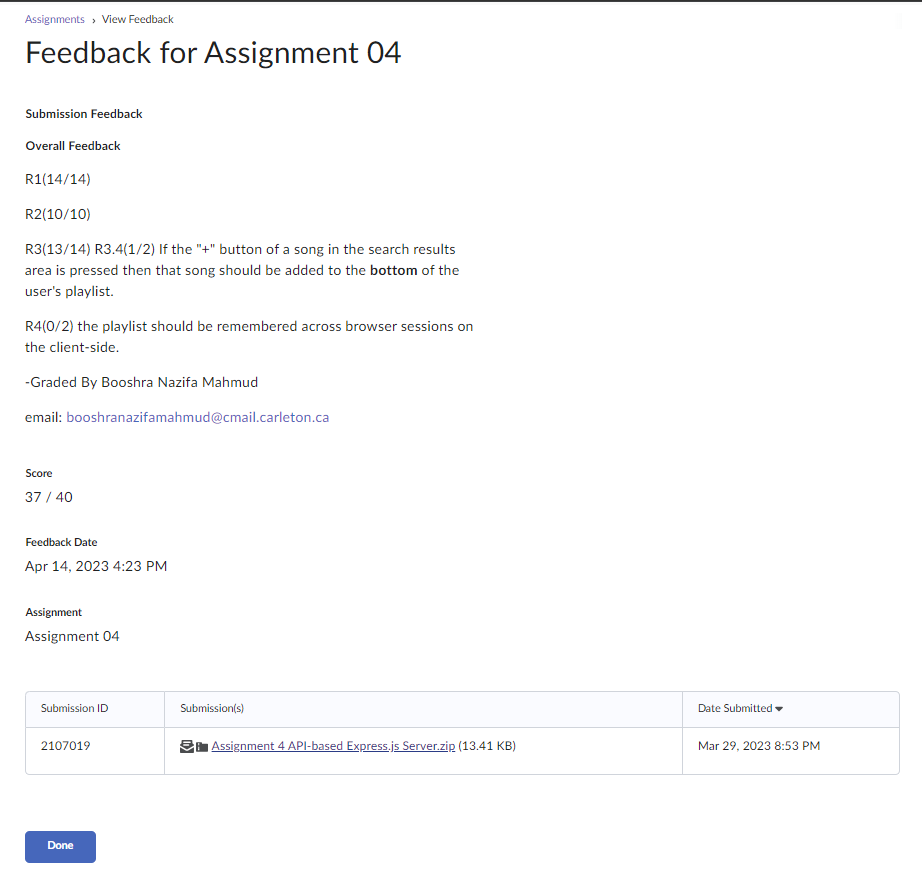 Assignments › View Feedback
Feedback for Assignment 04
Submission Feedback
Overall Feedback
R1(14/14)
R2(10/10)
R3(13/14) R3.4(1/2) If the "+" button of a song in the search results
area is pressed then that song should be added to the bottom of the
user's playlist.
R4(0/2) the playlist should be remembered across browser sessions on
the client-side.
-Graded By Booshra Nazifa Mahmud
email: booshranazifamahmud@cmail.carleton.ca
Score
37 / 40
Feedback Date
Apr 14, 2023 4:23 PM
Assignment
Assignment 04
Submission ID Submission(s) Date Submitted
2107019 Assignment 4 API-based Express.js Server.zip (13.41 KB) Mar 29, 2023 8:53 PM
Done